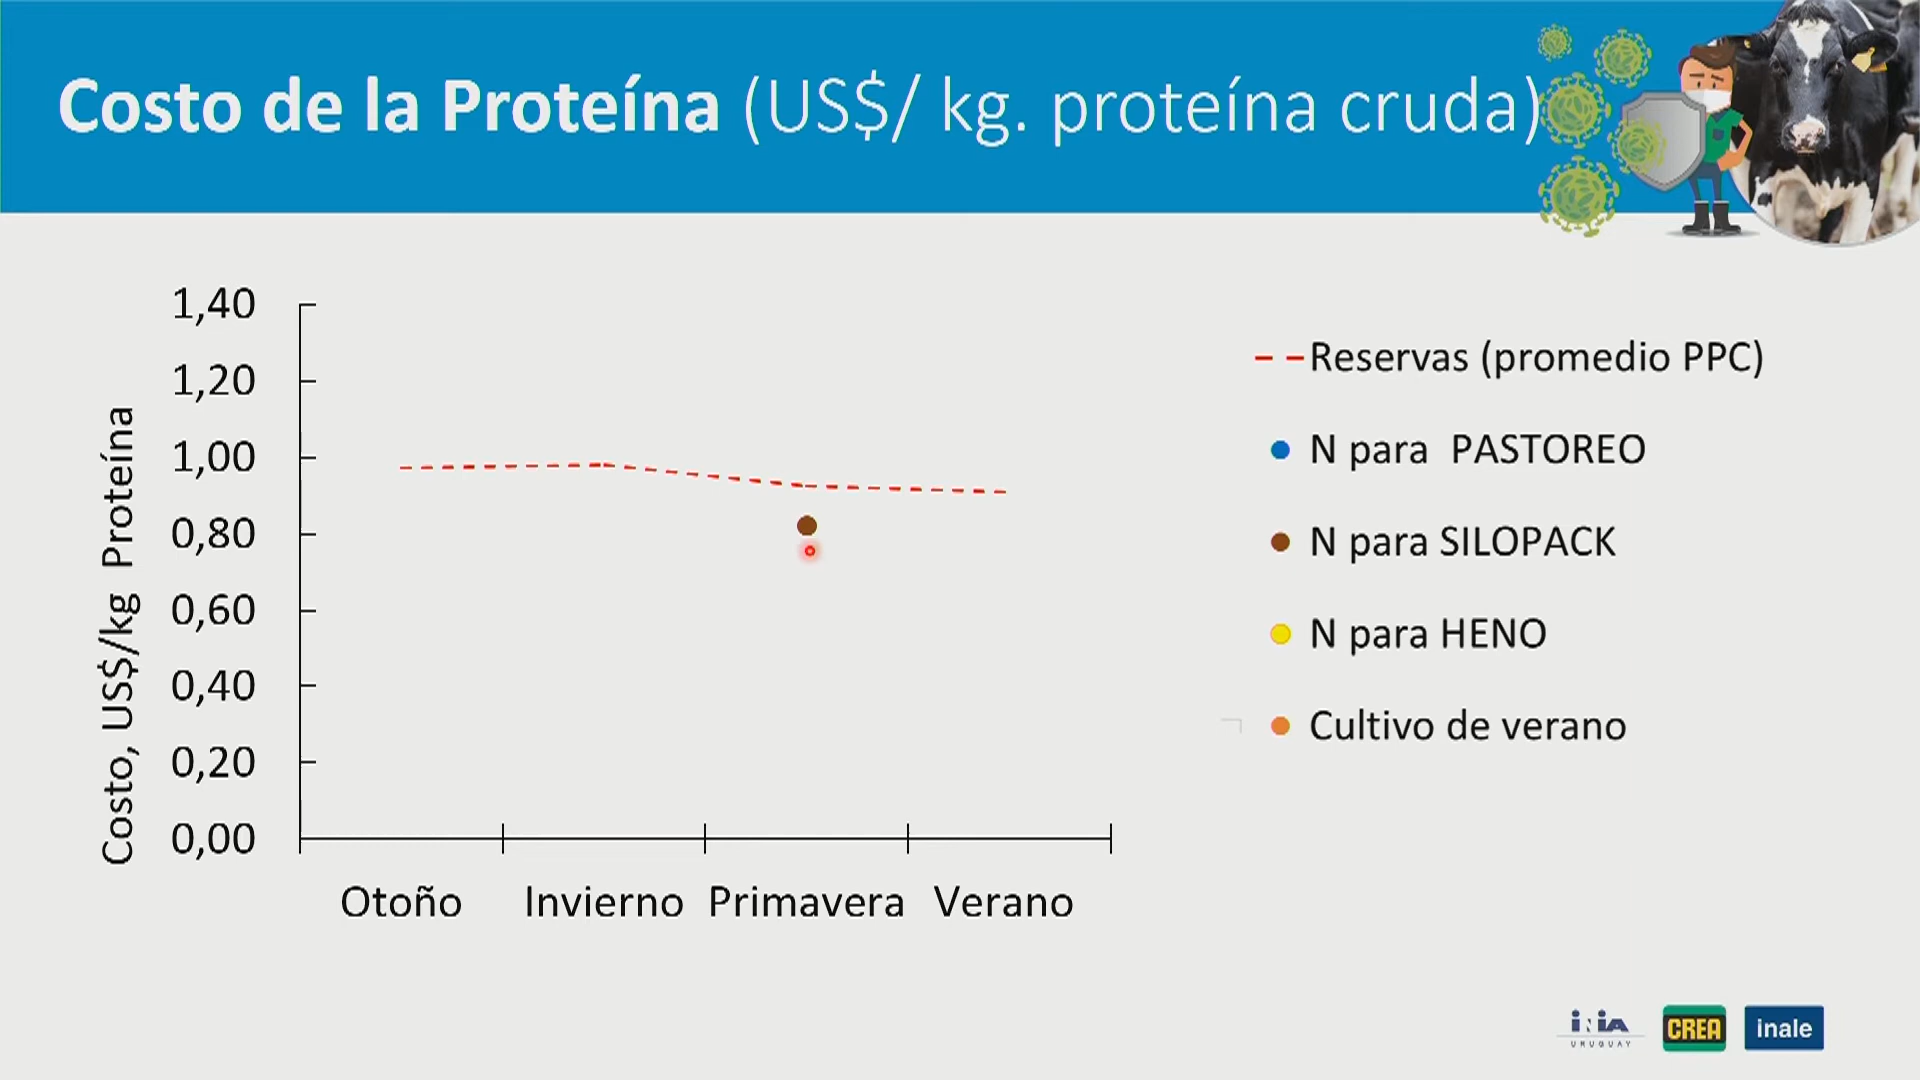 Costo de la Proteína (US$/ kg. proteína cruda)
1,40
1,20
1,00
0,80
0,60
0,40
0,20
0,00
Costo, US$/kg Proteína
Otoño Invierno Primavera Verano
Reservas (promedio PPC)
N para PASTOREO
N para SILOPACK
N para HENO
Cultivo de verano
iNiA
URUGUAY
CREA
inale